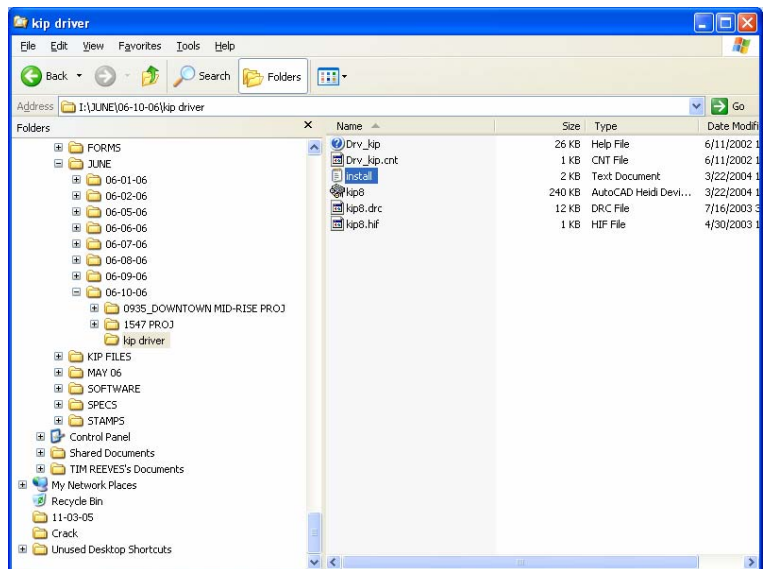 kip driver
File Edit View Favorites Tools Help
Back Search Folders
Address I:\JUNE\06-10-06\kip driver Go
Folders
FORMS
JUNE
06-01-06
06-02-06
06-05-06
06-06-06
06-07-06
06-08-06
06-09-06
06-10-06
0935_DOWNTOWN MID-RISE PROJ
1547 PROJ
kip driver
KIP FILES
MAY 06
SOFTWARE
SPECS
STAMPS
Control Panel
Shared Documents
TIM REEVES's Documents
My Network Places
Recycle Bin
11-03-05
Crack
Unused Desktop Shortcuts
Name Size Type Date Modifi
Drv_kip 26 KB Help File 6/11/2002 1
Drv_kip.cnt 1 KB CNT File 6/11/2002 1
install 2 KB Text Document 3/22/2004 1
kip8 240 KB AutoCAD Heidi Devi... 3/22/2004 1
kip8.drc 12 KB DRC File 7/16/2003 3
kip8.hif 1 KB HIF File 4/30/2003 1